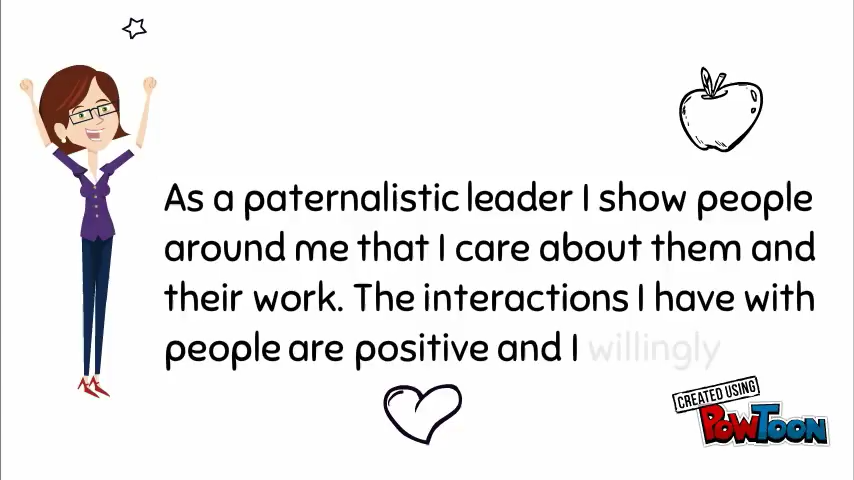 As a paternalistic leader I show people
around me that I care about them and
their work. The interactions I have with
people are positive and I willingly
CREATED USING
POWTOON